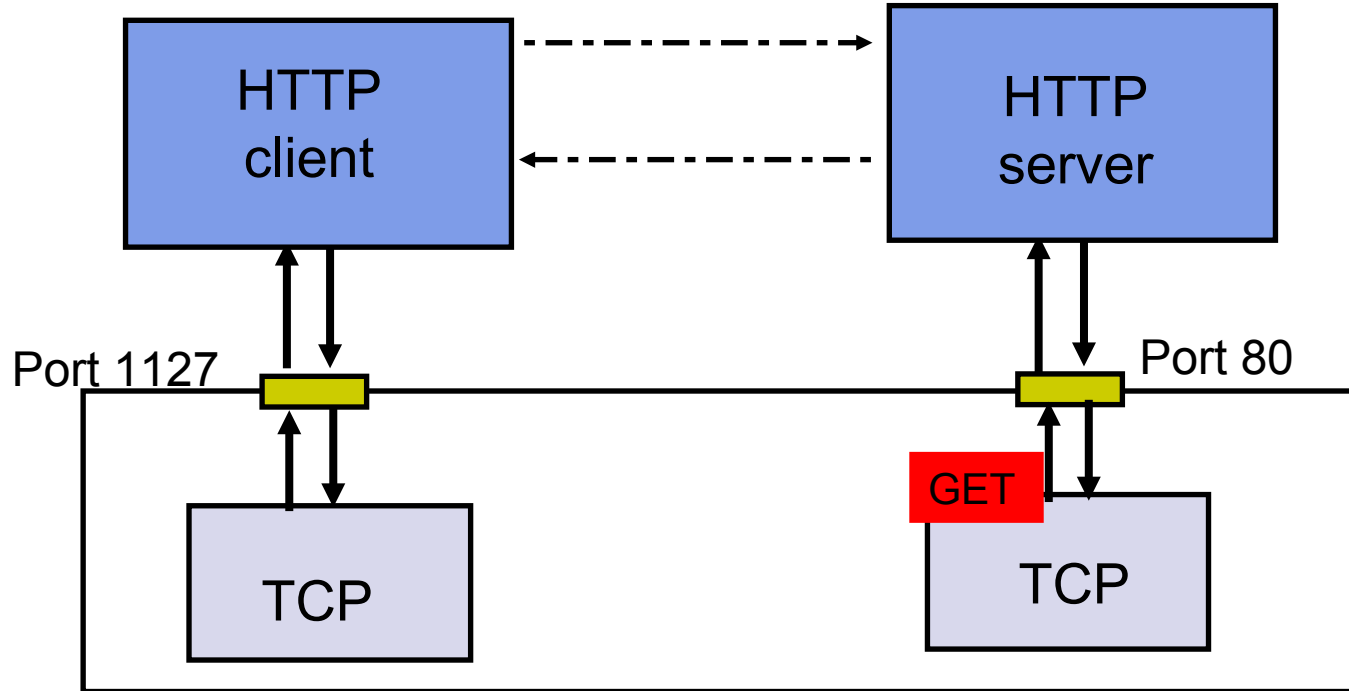 HTTP
client
HTTP
server
Port 1127
Port 80
GET
TCP
TCP